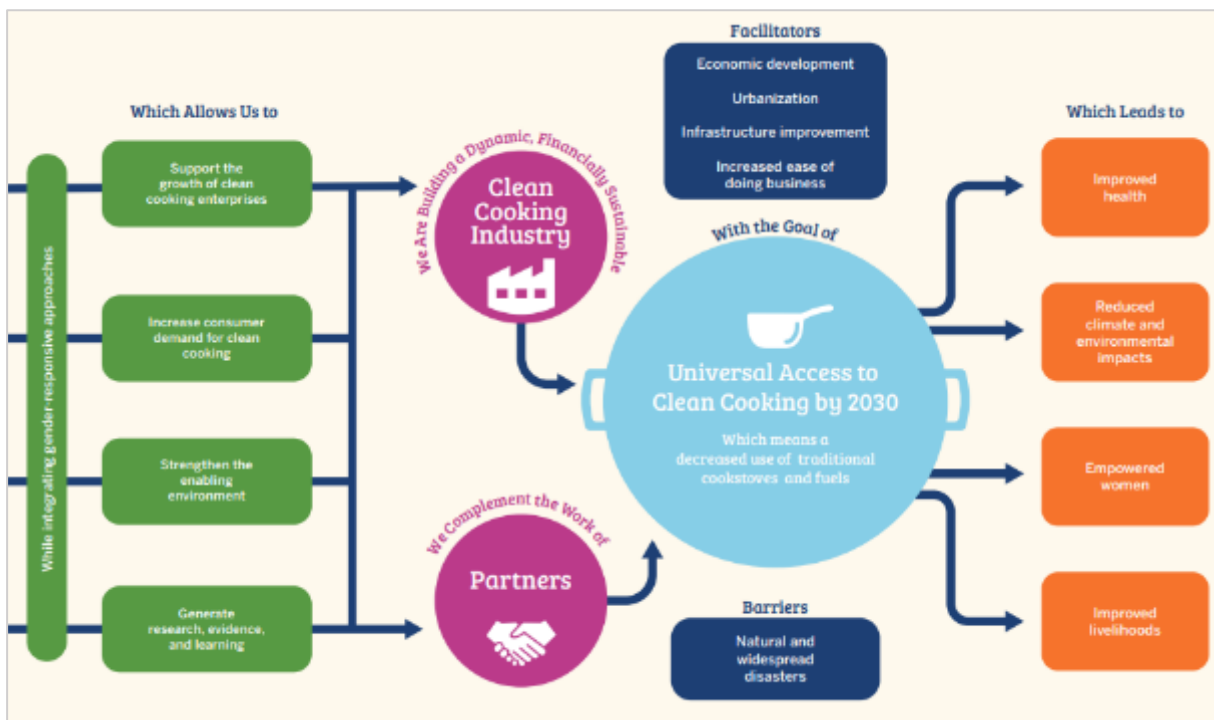 While integrating gender-responsive approaches
Which Allows Us to
Support the
growth of clean
cooking enterprises
Increase consumer
demand for clean
cooking
Strengthen the
enabling
environment
Generate
research, evidence,
and learning
We Are Building a Dynamic, Financially Sustainable
Clean
Cooking
Industry
We Complement the Work of
Partners
Facilitators
Economic development
Urbanization
Infrastructure improvement
Increased ease of
doing business
With the Goal of
Universal Access to
Clean Cooking by 2030
Which means a
decreased use of traditional
cookstoves and fuels
Barriers
Natural and
widespread
disasters
Which Leads to
Improved
health
Reduced
climate and
environmental
impacts
Empowered
women
Improved
livelihoods